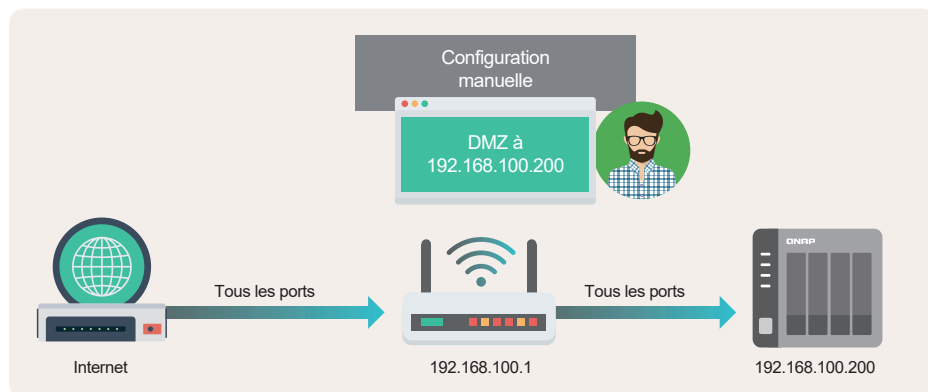 Configuration
manuelle
DMZ à
192.168.100.200
QNAP
Tous les ports
Tous les ports
Internet
192.168.100.1
192.168.100.200